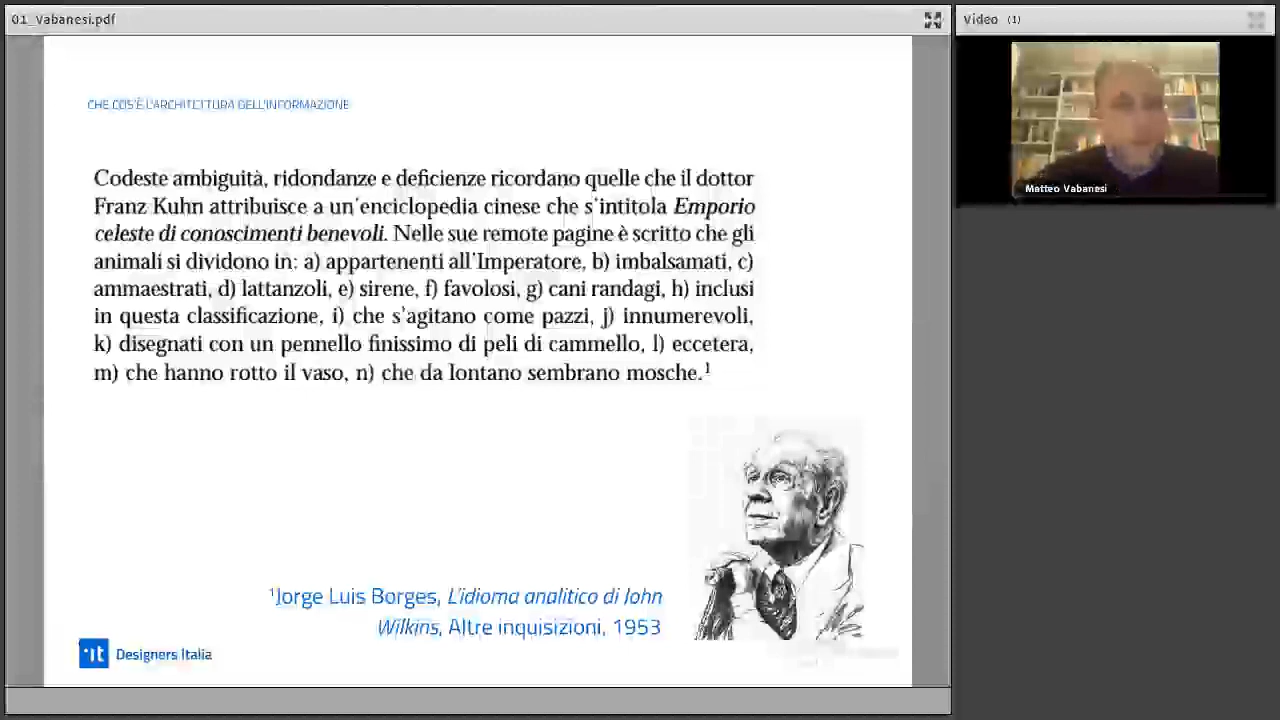 01_Vabanesi.pdf
Video (1)
CHE COS'È L'ARCHITETTURA DELL'INFORMAZIONE
Codeste ambiguità, ridondanze e deficienze ricordano quelle che il dottor
Franz Kuhn attribuisce a un'enciclopedia cinese che s'intitola Emporio
celeste di conoscimenti benevoli. Nelle sue remote pagine è scritto che gli
animali si dividono in: a) appartenenti all'Imperatore, b) imbalsamati, c)
ammaestrati, d) lattanzoli, e) sirene, f) favolosi, g) cani randagi, h) inclusi
in questa classificazione, i) che s'agitano come pazzi, j) innumerevoli,
k) disegnati con un pennello finissimo di peli di cammello, l) eccetera,
m) che hanno rotto il vaso, n) che da lontano sembrano mosche.¹
¹Jorge Luis Borges, L'idioma analitico di John
Wilkins, Altre inquisizioni, 1953
.it Designers Italia
Matteo Vabanesi